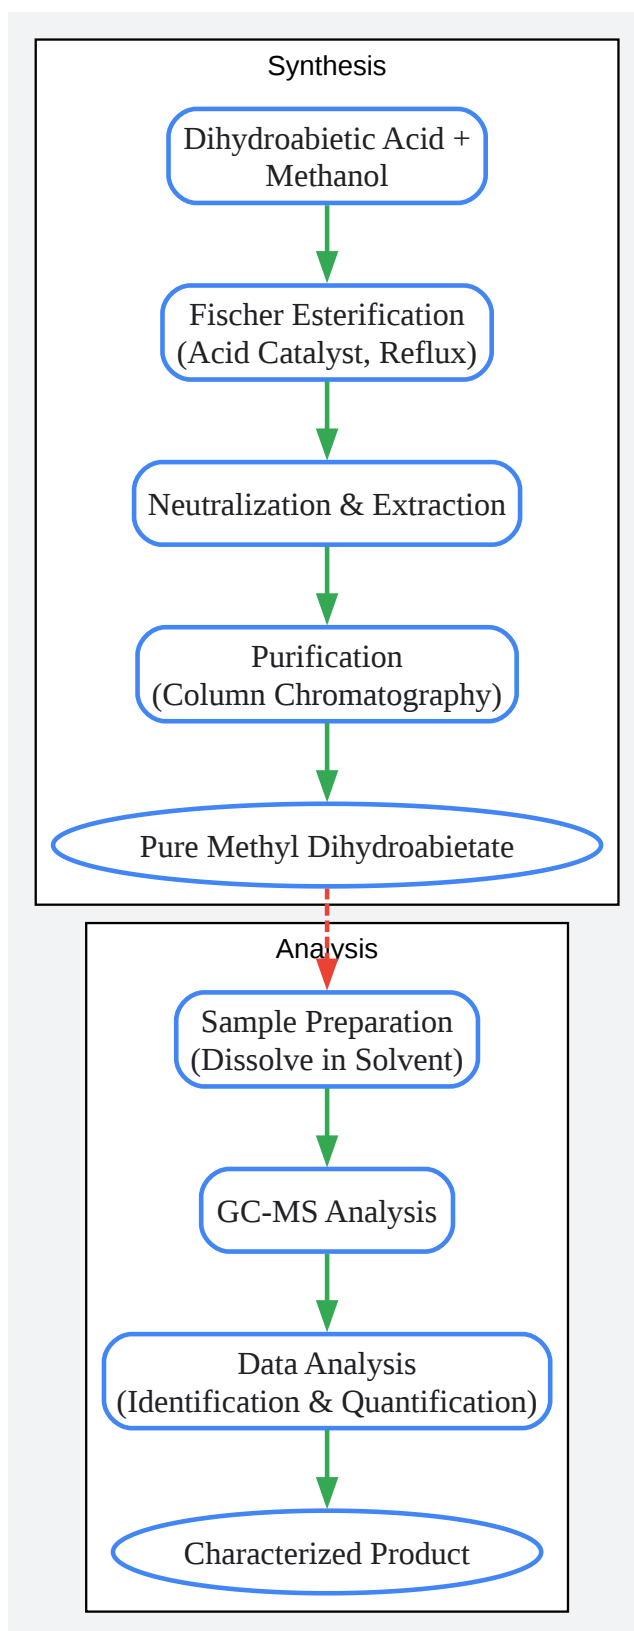 Synthesis
Dihydroabietic Acid +
Methanol
Fischer Esterification
(Acid Catalyst, Reflux)
Neutralization & Extraction
Purification
(Column Chromatography)
Pure Methyl Dihydroabietate
Analysis
Sample Preparation
(Dissolve in Solvent)
GC-MS Analysis
Data Analysis
(Identification & Quantification)
Characterized Product